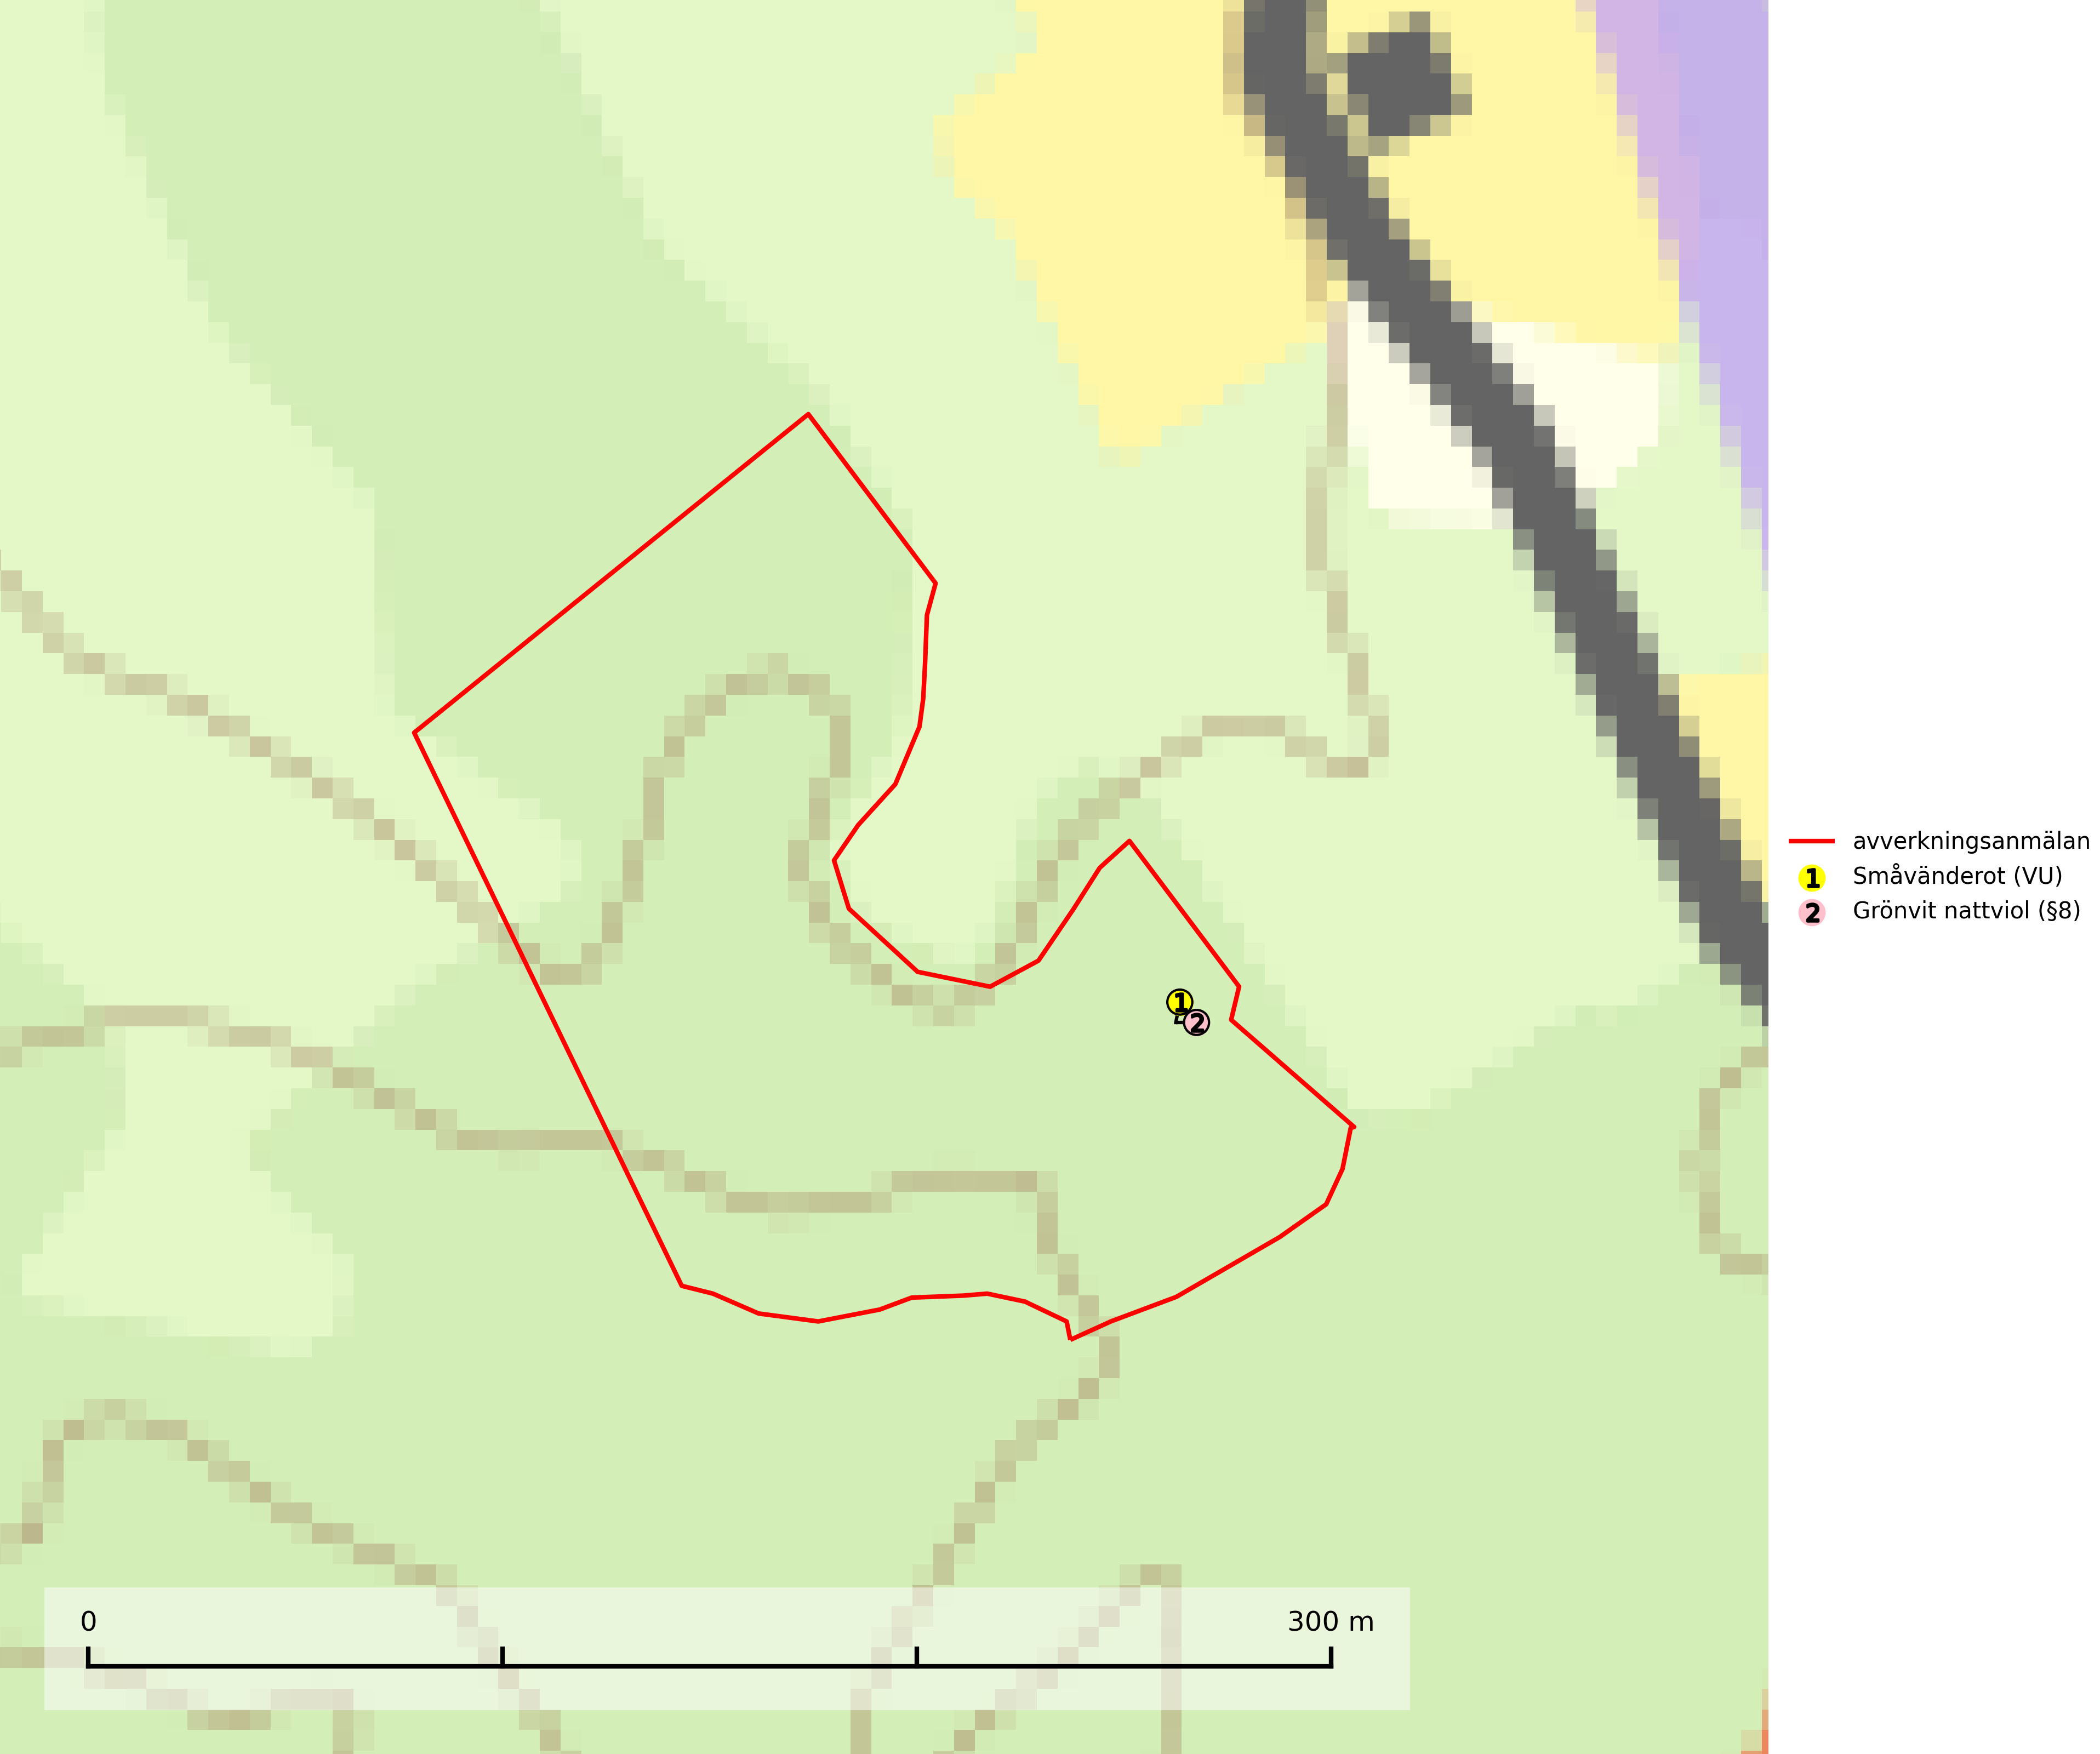 avverkningsanmälan
1 Småvänderot (VU)
2 Grönvit nattviol (§8)
1
2
0 300 m